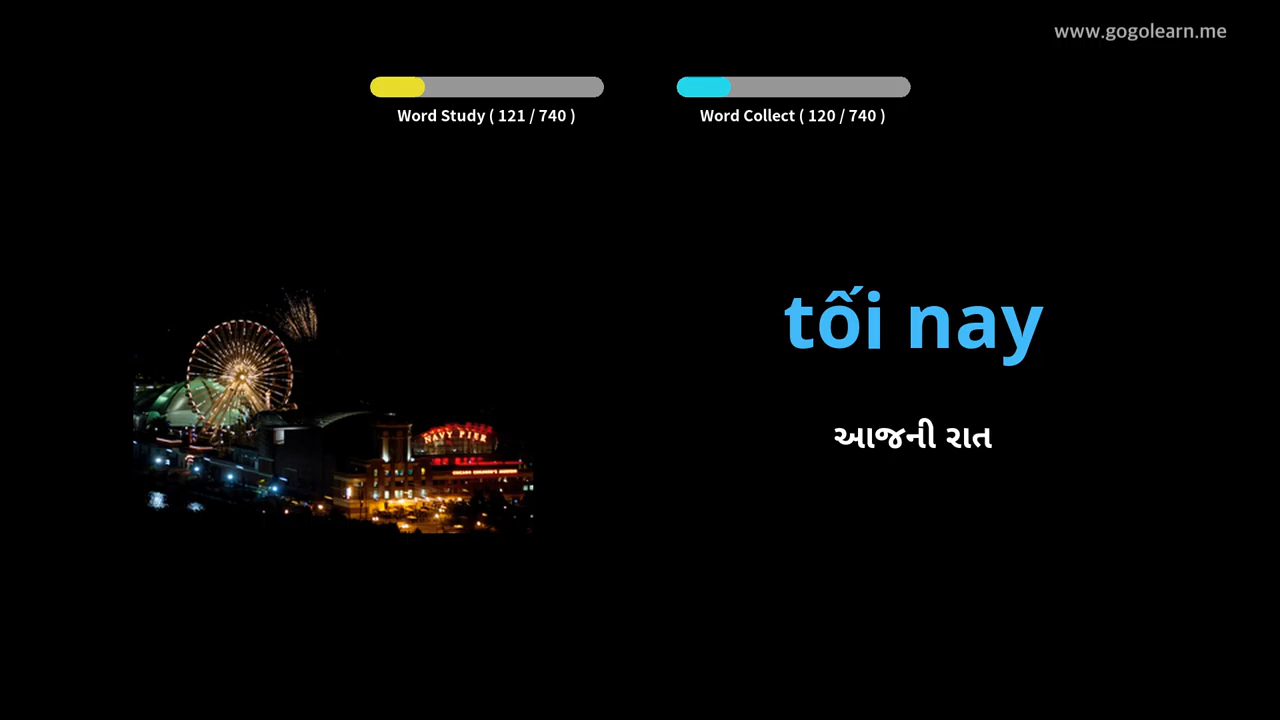 www.gogolearn.me
Word Study ( 121 / 740 )
Word Collect ( 120 / 740 )
tối nay
આજની રાત
NAVY PIER